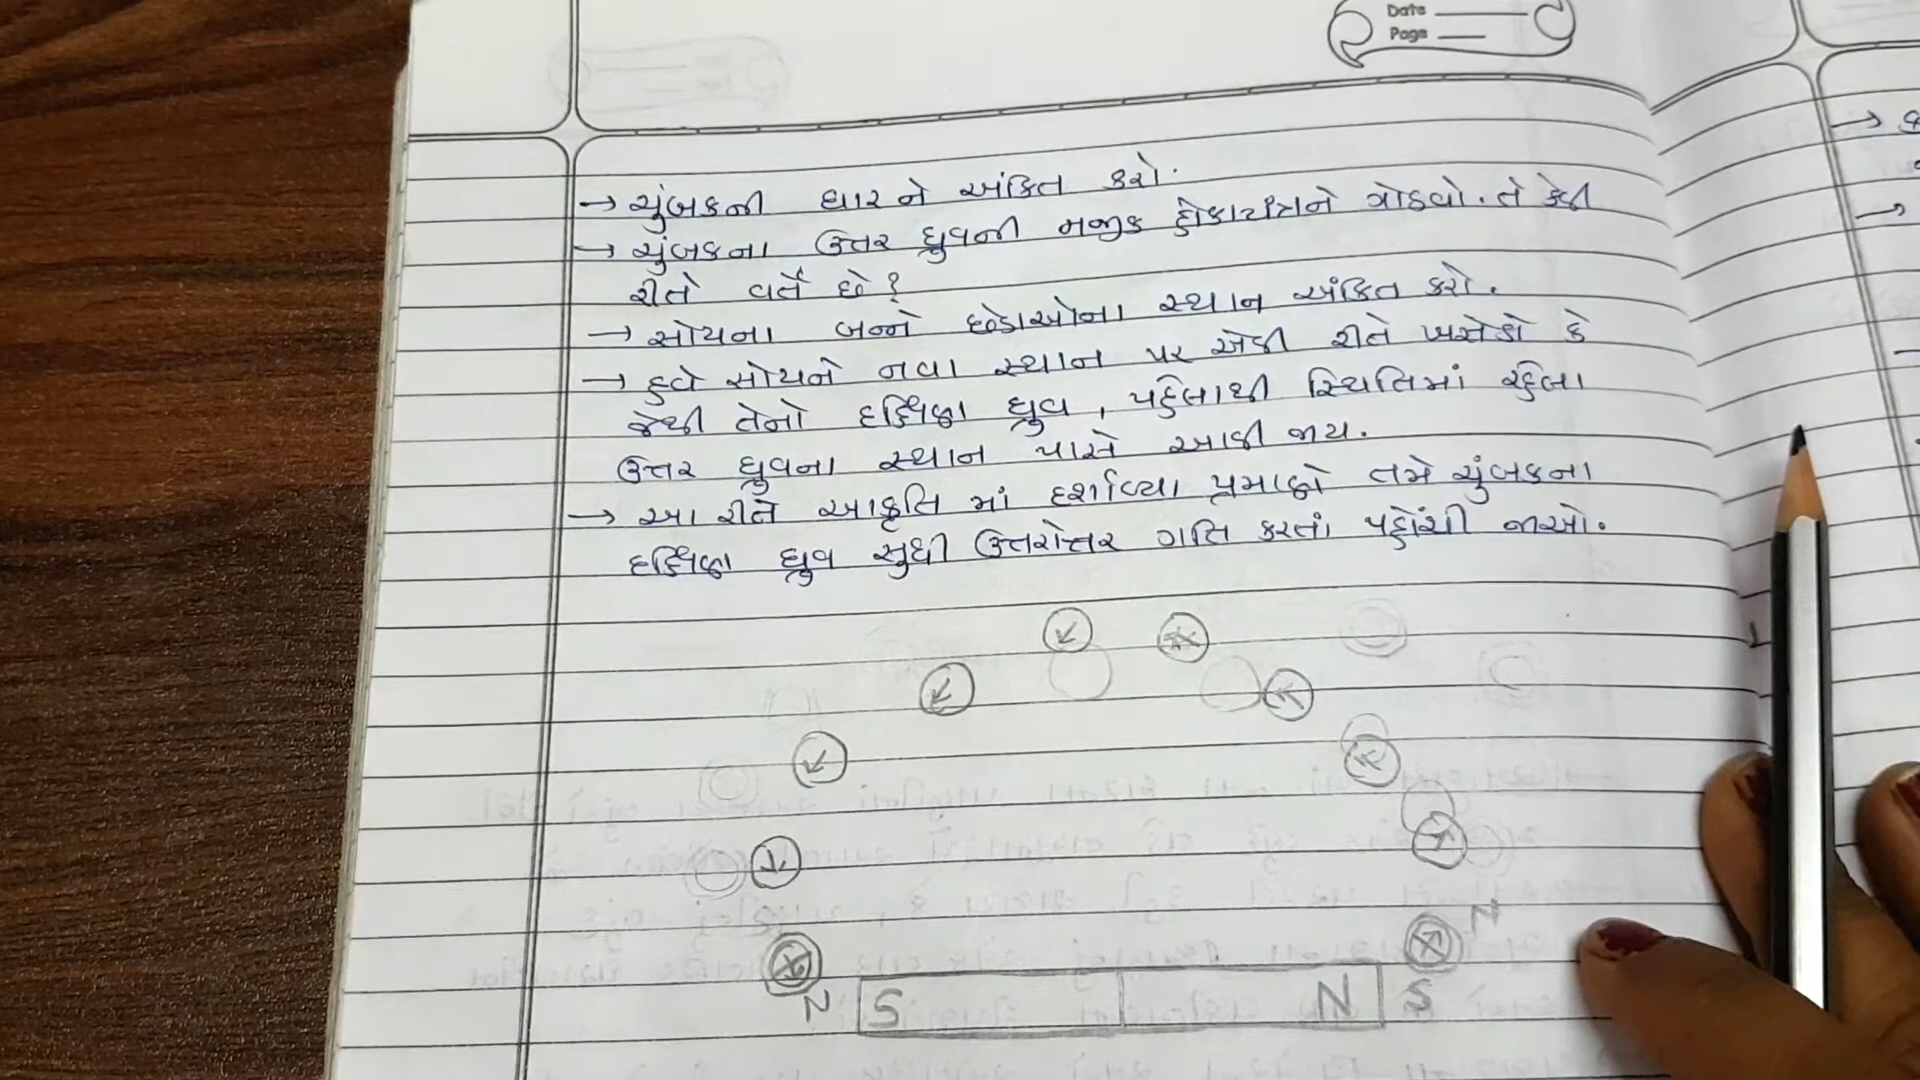 Date
Page
→ ચુંબકની ધારને અંકિત કરો.
→ ચુંબકના ઉત્તર ધ્રુવની નજીક હોકાયંત્રને ગોઠવો. તે કેવી
રીતે વર્તે છે?
→ સોયના બન્ને છેડાઓના સ્થાન અંકિત કરો.
→ હવે સોયને નવા સ્થાન પર એવી રીતે ખસેડો કે
જેથી તેનો દક્ષિણ ધ્રુવ, પહેલાથી સ્થિતિમાં રહેલા
ઉત્તર ધ્રુવના સ્થાન પાસે આવી જાય.
→ આ રીતે આકૃતિ માં દર્શાવ્યા પ્રમાણે તમે ચુંબકના
દક્ષિણ ધ્રુવ સુધી ઉત્તરોત્તર ગતિ કરતાં પહોંચી જાઓ.
N
N S N S